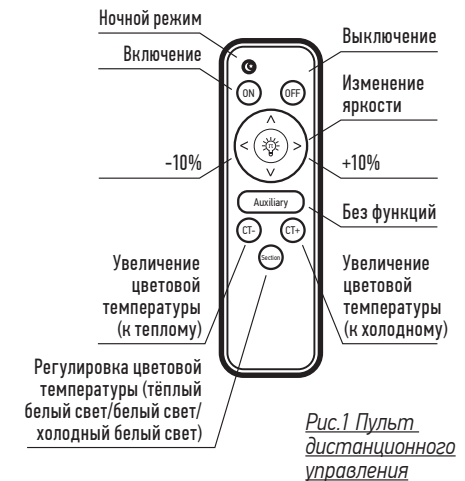 Ночной режим
Включение
Выключение
ON
OFF
Изменение
яркости
-10%
+10%
Auxiliary
Без функций
CT-
CT+
Section
Увеличение
цветовой
температуры
(к теплому)
Увеличение
цветовой
температуры
(к холодному)
Регулировка цветовой
температуры (тёплый
белый свет/белый свет/
холодный белый свет)
Рис.1 Пульт
дистанционного
управления